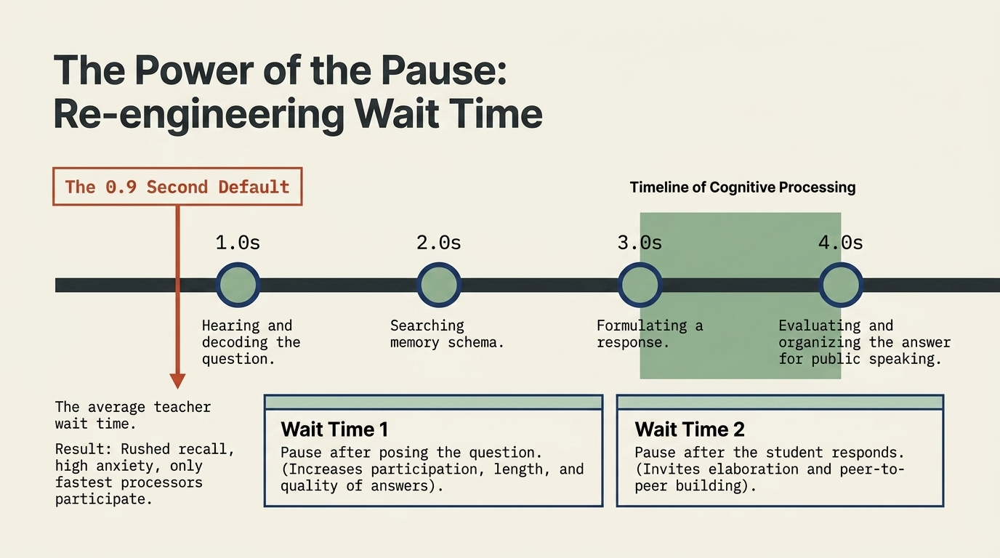 The Power of the Pause:
Re-engineering Wait Time
The 0.9 Second Default
Timeline of Cognitive Processing
1.0s
2.0s
3.0s
4.0s
Hearing and
decoding the
question.
Searching
memory schema.
Formulating a
response.
Evaluating and
organizing the answer
for public speaking.
The average teacher
wait time.
Result: Rushed recall,
high anxiety, only
fastest processors
participate.
Wait Time 1
Pause after posing the question.
(Increases participation, length, and
quality of answers).
Wait Time 2
Pause after the student responds.
(Invites elaboration and peer-to-
peer building).